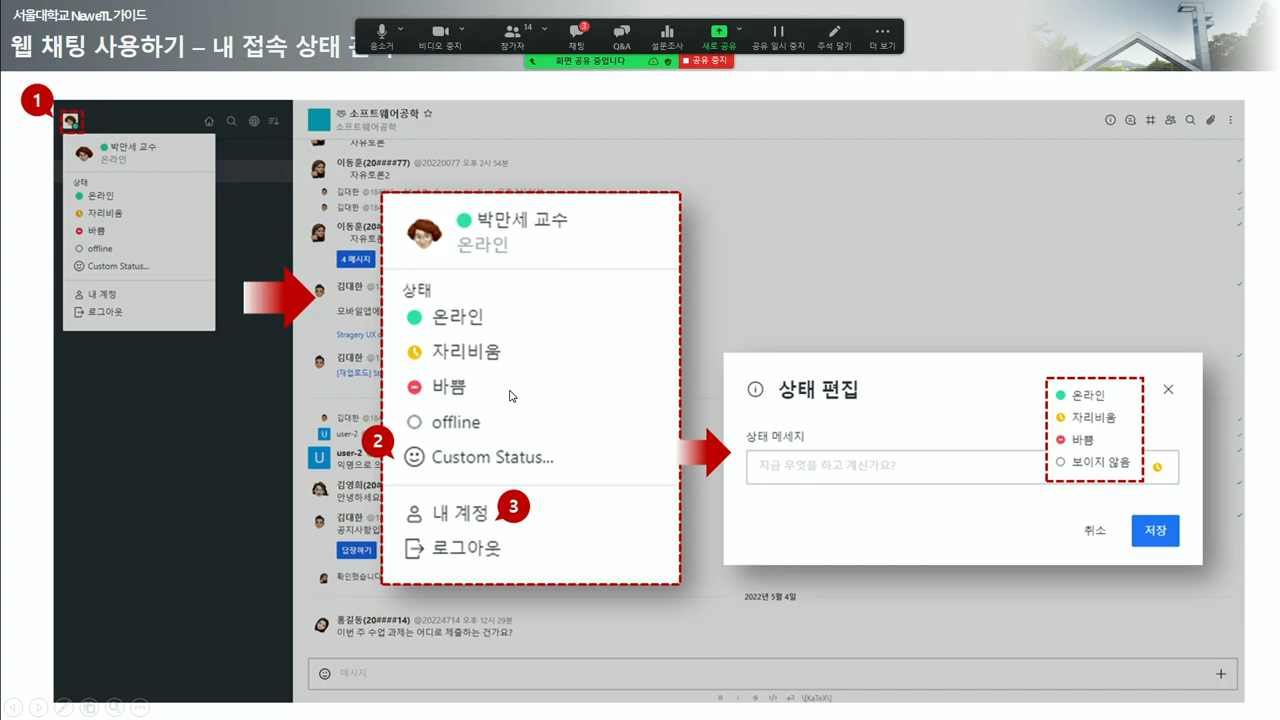 서울대학교 New eTL 가이드
웹 채팅 사용하기 – 내 접속 상태
음소거
비디오 중지
14
참가자
3
채팅
Q&A
설문조사
새로 공유
공유 일시 중지
주석 달기
더 보기
화면 공유 중입니다
공유 중지
1
박만세 교수
온라인
상태
온라인
자리비움
바쁨
offline
Custom Status...
내 계정
로그아웃
소프트웨어공학
소프트웨어공학
자유토론
이동훈(20####77) @20220077 오후 2시 54분
자유토론2
김대한
김대한
이동훈(20#
자유
4 메시지
김대한
모바일앱에
Stragery UX
김대한
[재업로드]
김대한
user-2
U
user-2
익명으로
김영희(20#
안녕하세요
김대한
공지사항입
답장하기
확인했습니다
홍길동(20####14) @20224714 오후 12시 29분
이번 주 수업 과제는 어디로 제출하는 건가요?
2022년 5월 4일
메시지
\[KaTeX\]
박만세 교수
온라인
상태
온라인
자리비움
바쁨
offline
2
Custom Status...
내 계정
3
로그아웃
상태 편집
상태 메세지
지금 무엇을 하고 계신가요?
온라인
자리비움
바쁨
보이지 않음
취소
저장